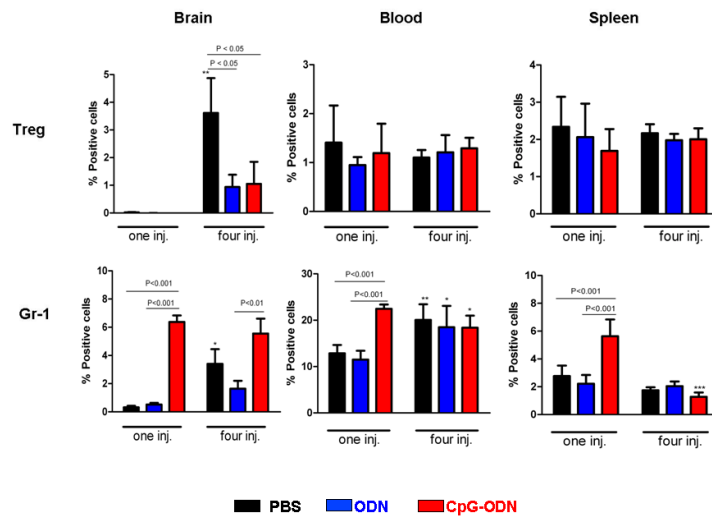 Brain Blood Spleen
Treg
% Positive cells
5
4
3
2
1
0
**
P < 0.05
P < 0.05
one inj. four inj.
% Positive cells
3
2
1
0
one inj. four inj.
% Positive cells
4
3
2
1
0
one inj. four inj.
Gr-1
% Positive cells
10
8
6
4
2
0
P<0.001
P<0.001
P<0.01
*
one inj. four inj.
% Positive cells
30
20
10
0
P<0.001
P<0.001
** * *
one inj. four inj.
% Positive cells
10
8
6
4
2
0
P<0.001
P<0.001
***
one inj. four inj.
PBS ODN CpG-ODN